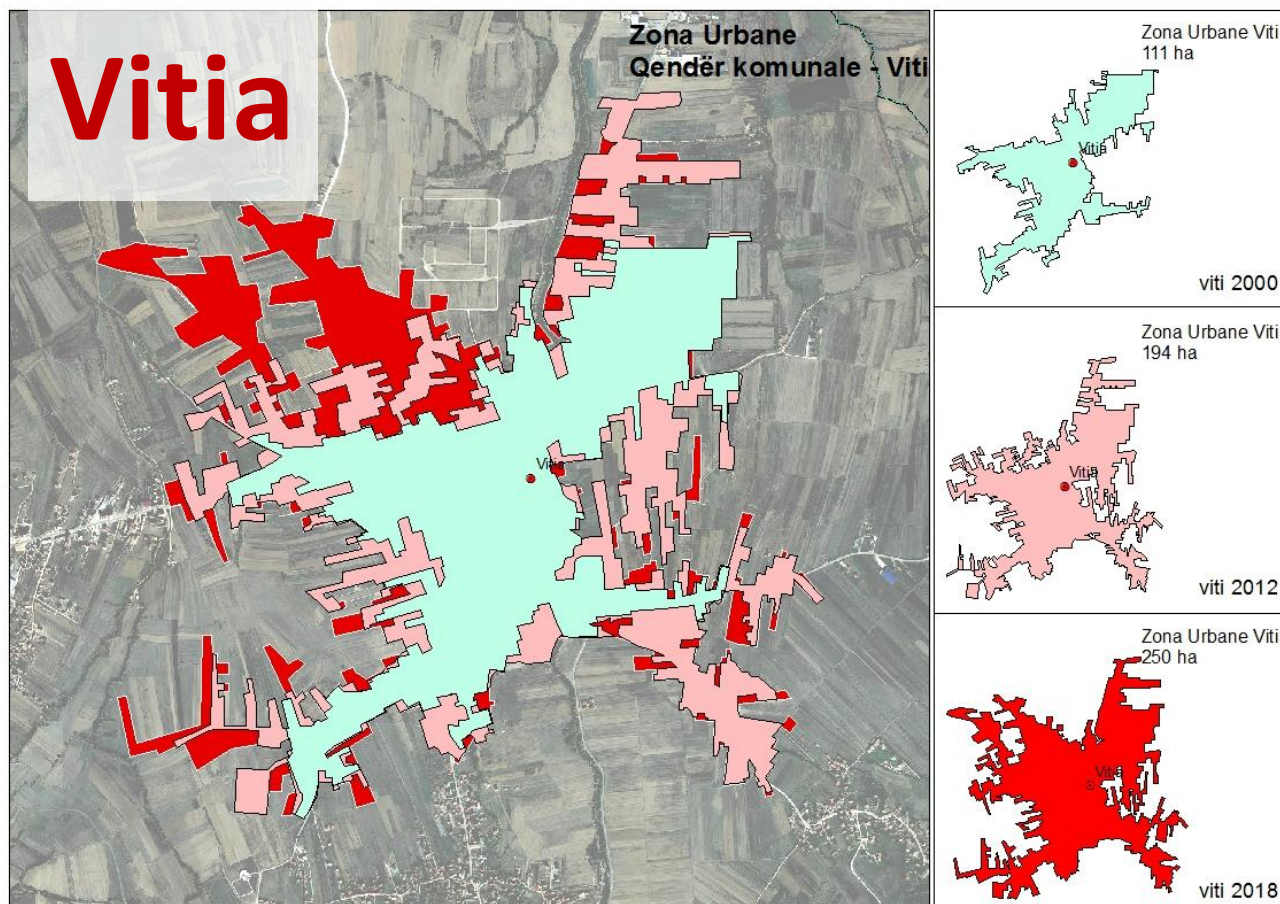 Vitia
Zona Urbane
Qendër komunale - Viti
Vitia
Zona Urbane Viti
111 ha
Vitia
viti 2000
Zona Urbane Viti
194 ha
Vitia
viti 2012
Zona Urbane Viti
250 ha
Vitia
viti 2018